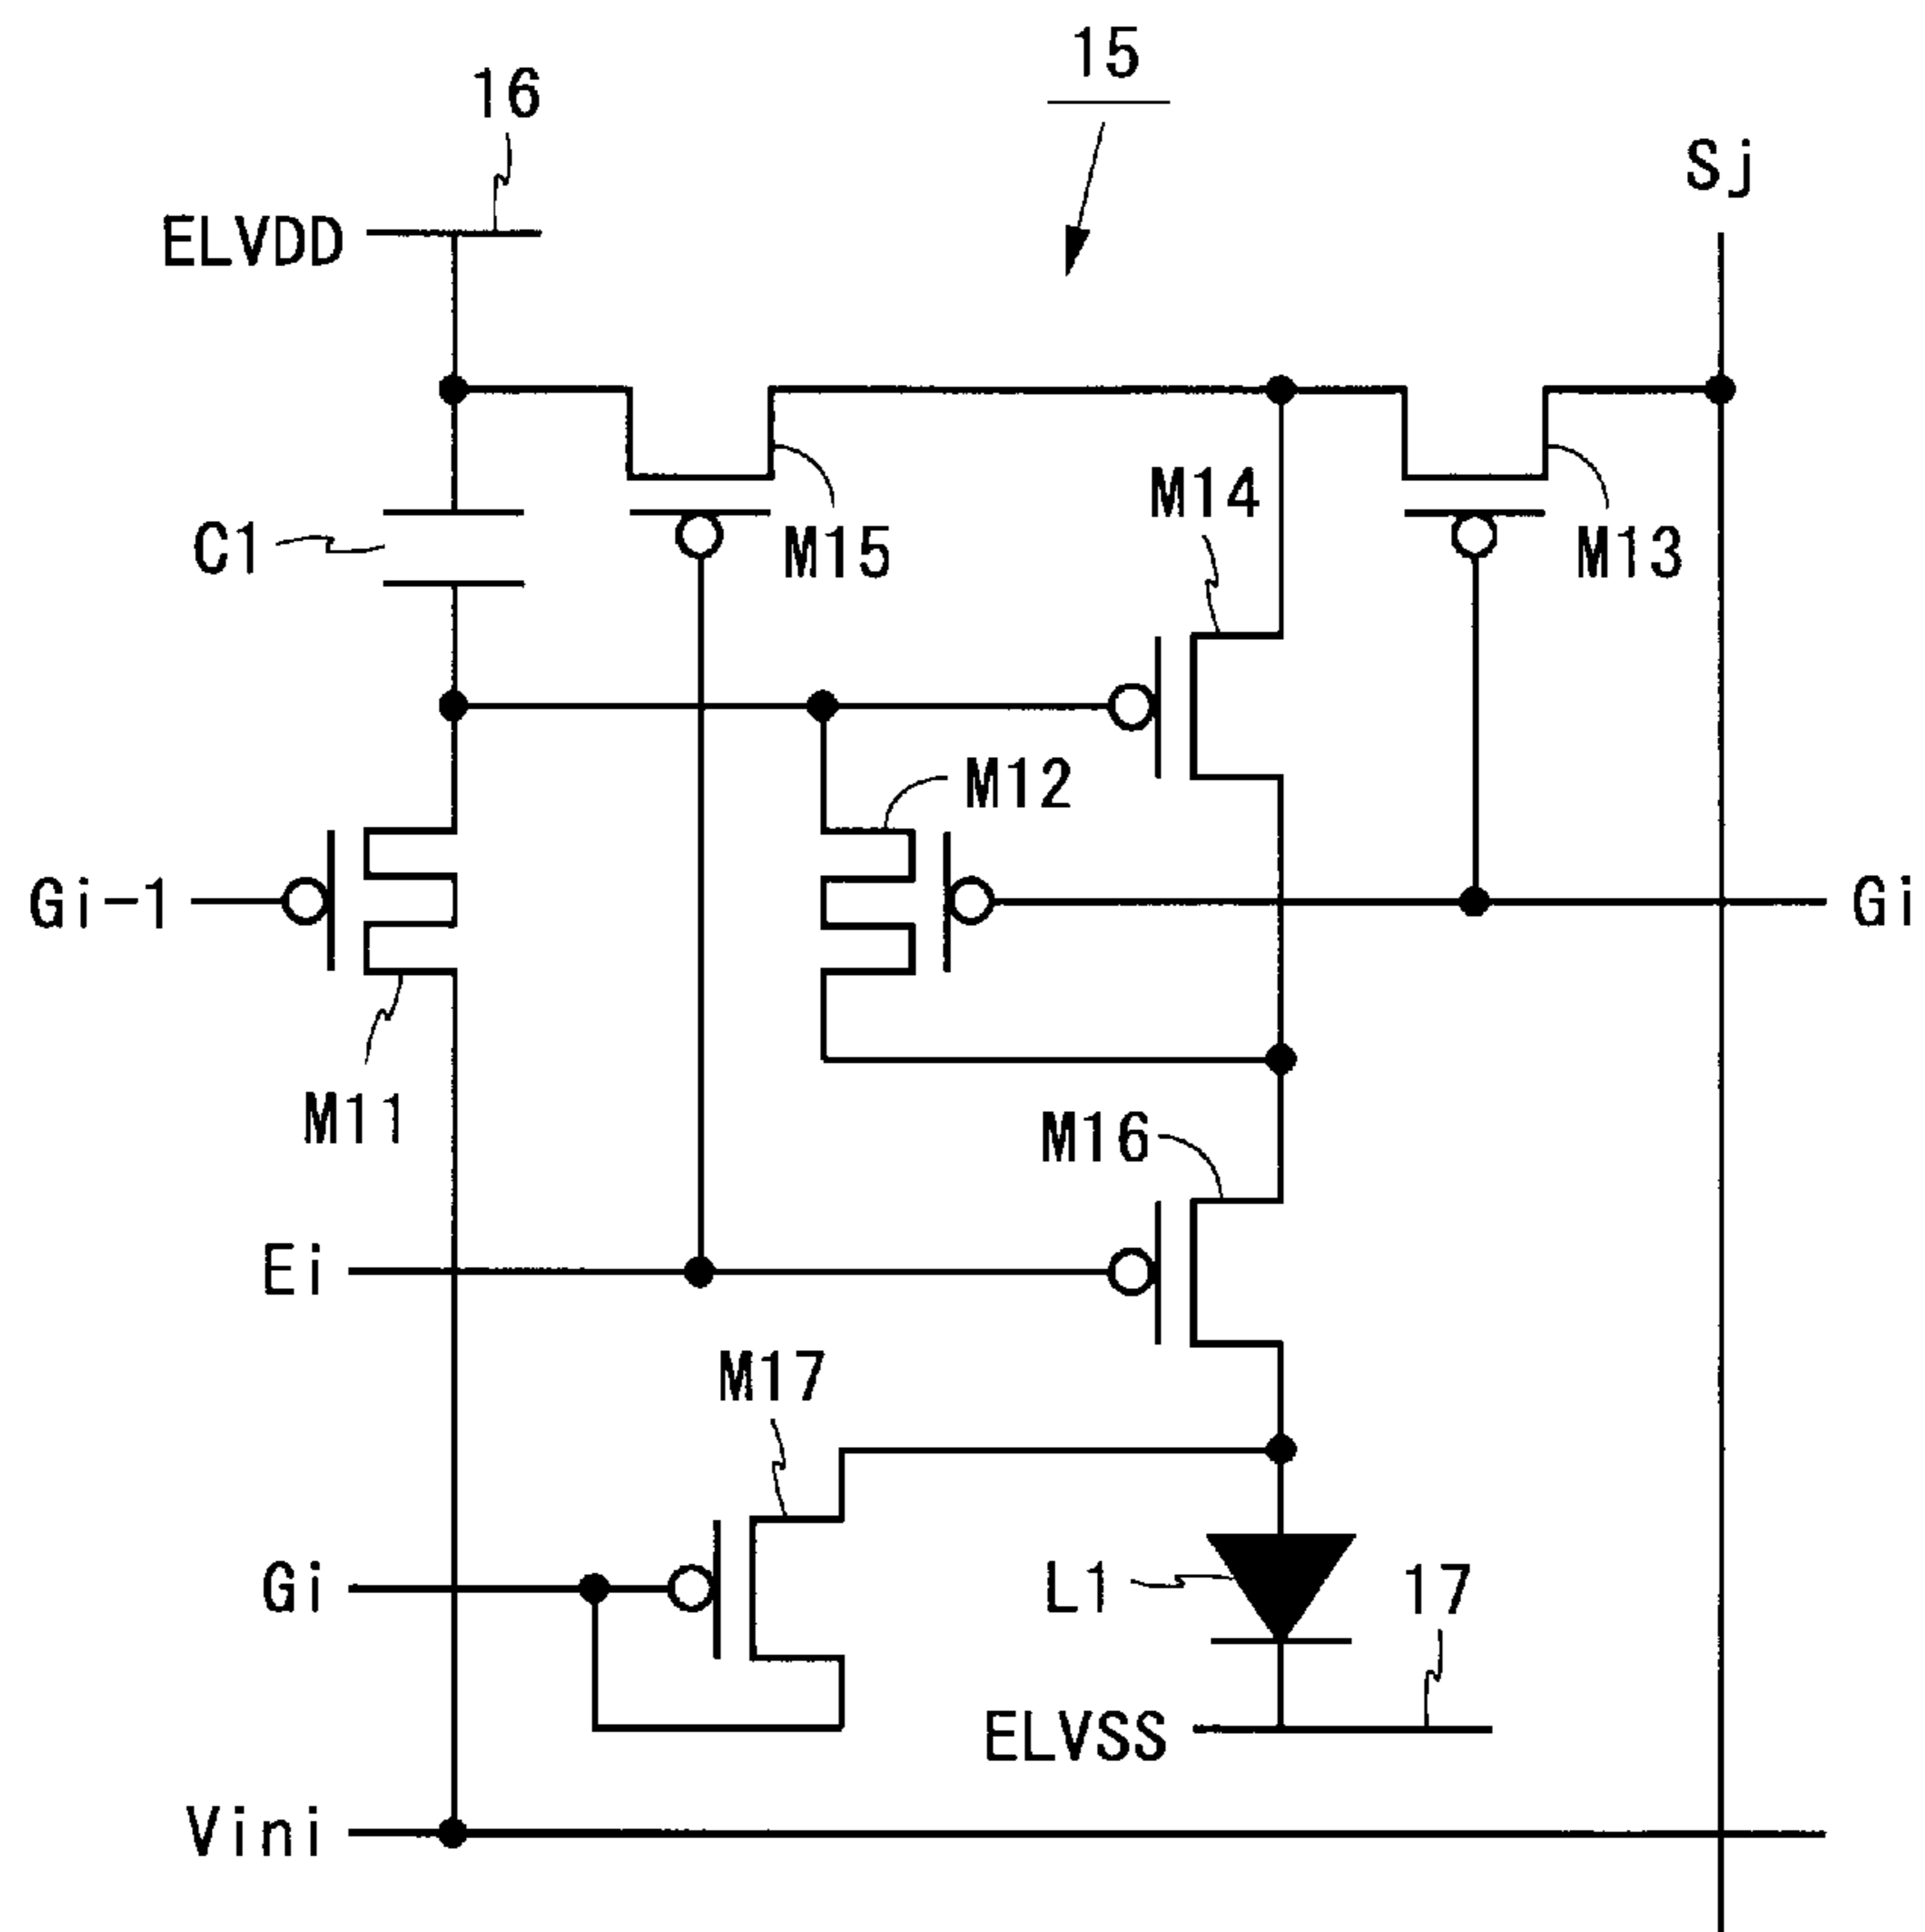 15
16
Sj
ELVDD
M14
C1
M15
M13
M12
Gi-1
Gi
M11
M16
Ei
M17
Gi
L1
17
ELVSS
Vini